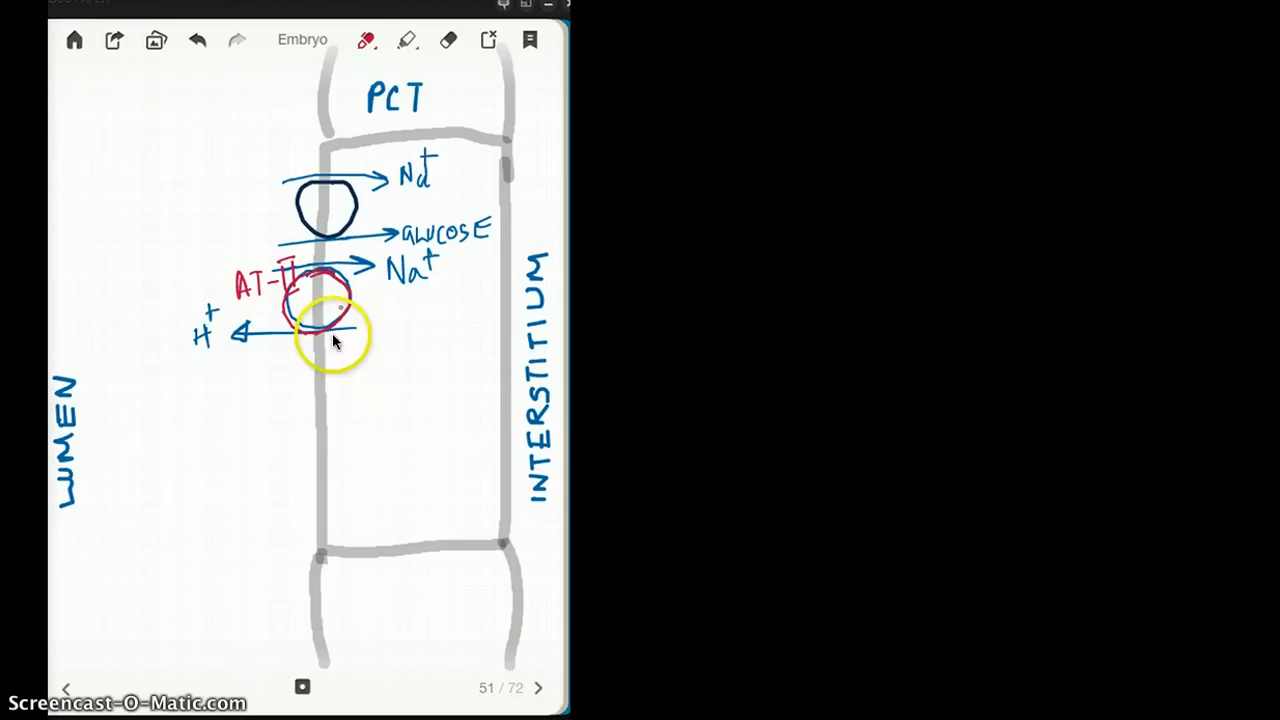 Embryo
PCT
Na+
GLUCOSE
Na+
AT-II
H+
LUMEN
INTERSTITIUM
51 / 72
Screencast-O-Matic.com